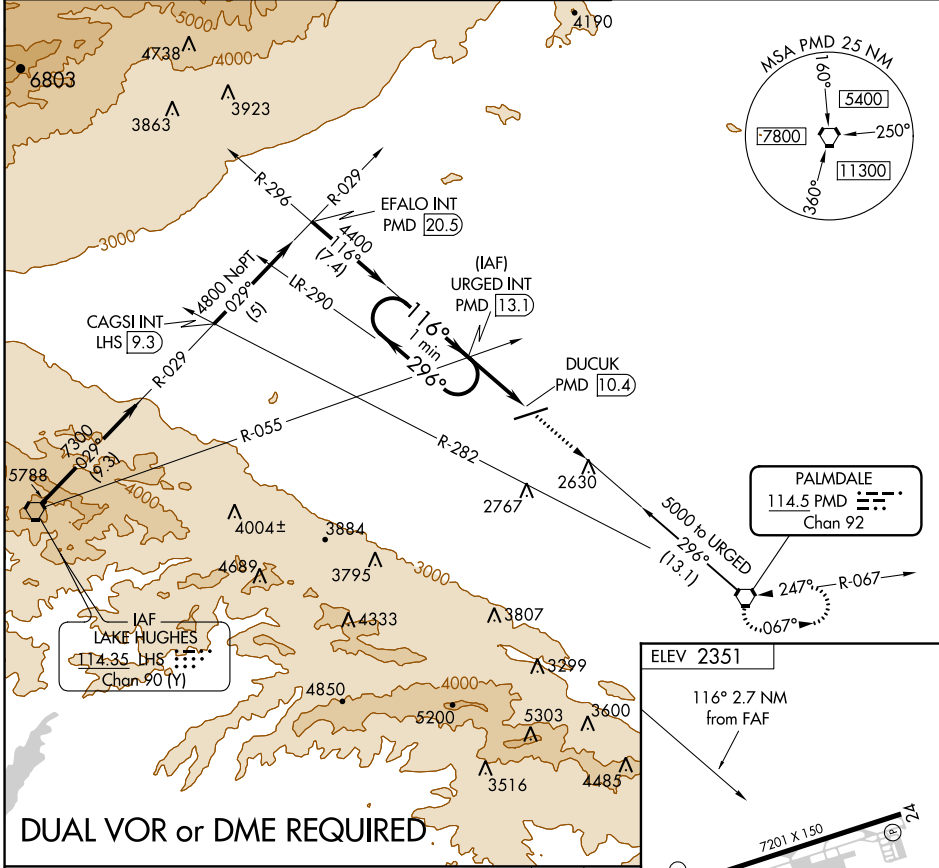 5000
4190
4738
4000
6803
3923
3863
MSA PMD 25 NM
160°
5400
7800
250°
11300
360°
R-296
R-029
EFALO INT
PMD 20.5
3000
4400
116°
(7.4)
(IAF)
URGED INT
PMD 13.1
4800 NoPT
029°
(5)
LR-290
CAGSI INT
LHS 9.3
116°
1 min
296°
DUCUK
PMD 10.4
R-029
R-055
R-282
7300
029°
(9.3)
5788
4000
2630
2767
PALMDALE
114.5 PMD
Chan 92
5000 to URGED
296°
(13.1)
4004±
3884
3000
4689
3795
247°
R-067
067°
4333
3807
IAF
LAKE HUGHES
114.35 LHS
Chan 90 (Y)
3299
ELEV 2351
4850
4000
5200
5303
3600
116° 2.7 NM
from FAF
3516
4485
24
7201 X 150
P
DUAL VOR or DME REQUIRED